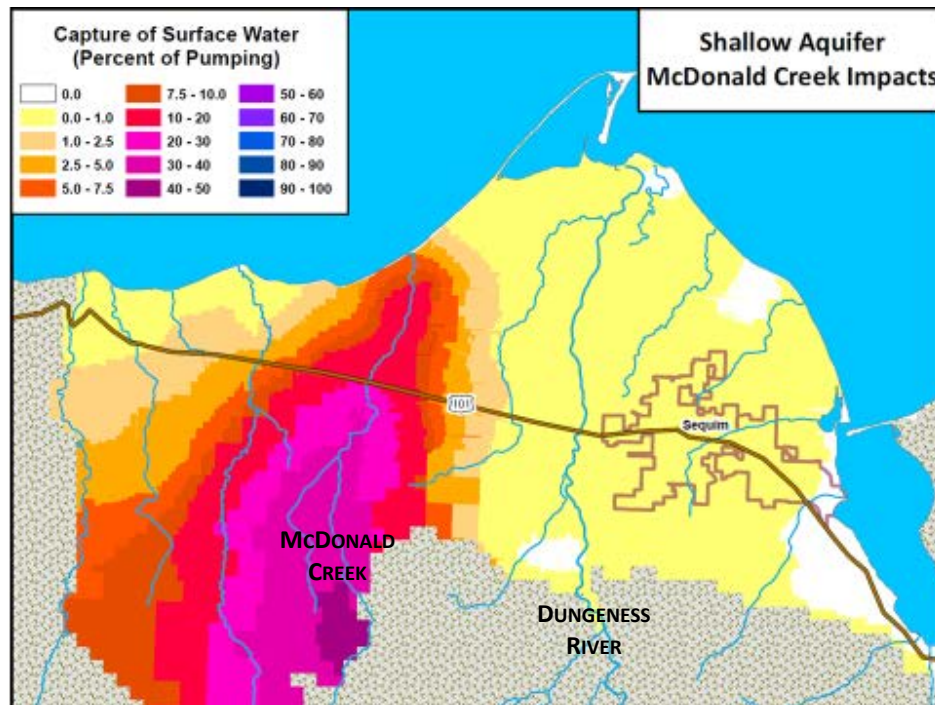 Capture of Surface Water
(Percent of Pumping)
0.0
0.0 - 1.0
1.0 - 2.5
2.5 - 5.0
5.0 - 7.5
7.5 - 10.0
10 - 20
20 - 30
30 - 40
40 - 50
50 - 60
60 - 70
70 - 80
80 - 90
90 - 100
Shallow Aquifer
McDonald Creek Impacts
101
Sequim
MCDONALD
CREEK
DUNGENESS
RIVER